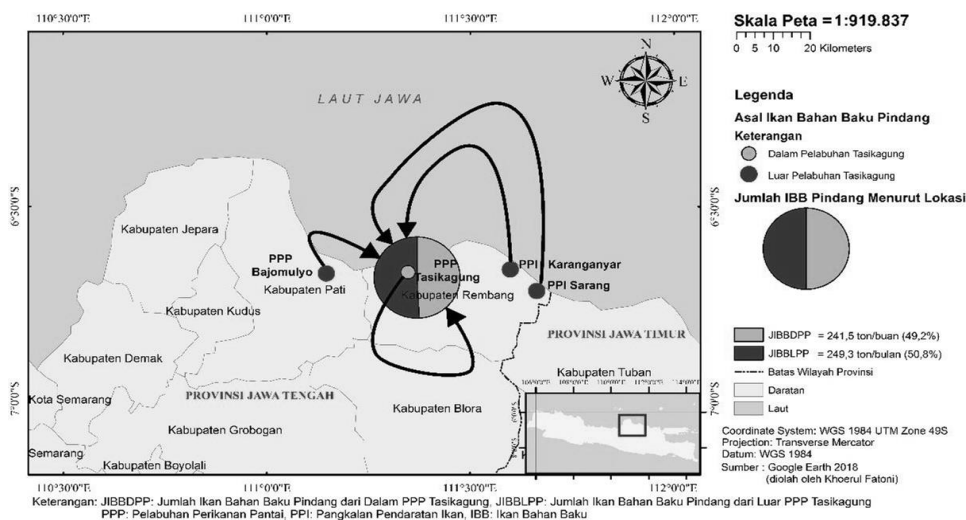 110°30'0"E 111°0'0"E 111°30'0"E 112°0'0"E
Skala Peta = 1:919.837
0 5 10 20 Kilometers
N
W E
S
LAUT JAWA
6°30'0"S 6°30'0"S
7°0'0"S 7°0'0"S
Kabupaten Jepara
PPP
Bajomulyo
Kabupaten Pati
PPP
Tasikagung
Kabupaten Rembang
PPI Karanganyar
PPI Sarang
Kabupaten Kudus
Kabupaten Demak
PROVINSI JAWA TIMUR
Kabupaten Tuban
Kota Semarang
PROVINSI JAWA TENGAH
Kabupaten Blora
Semarang
Kabupaten Grobogan
Kabupaten Boyolali
110°30'0"E 111°0'0"E 111°30'0"E 112°0'0"E
Legenda
Asal Ikan Bahan Baku Pindang
Keterangan
Dalam Pelabuhan Tasikagung
Luar Pelabuhan Tasikagung
Jumlah IBB Pindang Menurut Lokasi
JIBBDPP = 241,5 ton/buan (49,2%)
JIBBLPP = 249,3 ton/bulan (50,8%)
Batas Wilayah Provinsi
Daratan
Laut
Coordinate System: WGS 1984 UTM Zone 49S
Projection: Transverse Mercator
Datum: WGS 1984
Sumber : Google Earth 2018
(diolah oleh Khoerul Fatoni)
Keterangan: JIBBDPP: Jumlah Ikan Bahan Baku Pindang dari Dalam PPP Tasikagung, JIBBLPP: Jumlah Ikan Bahan Baku Pindang dari Luar PPP Tasikagung
PPP: Pelabuhan Perikanan Pantai, PPI: Pangkalan Pendaratan Ikan, IBB: Ikan Bahan Baku